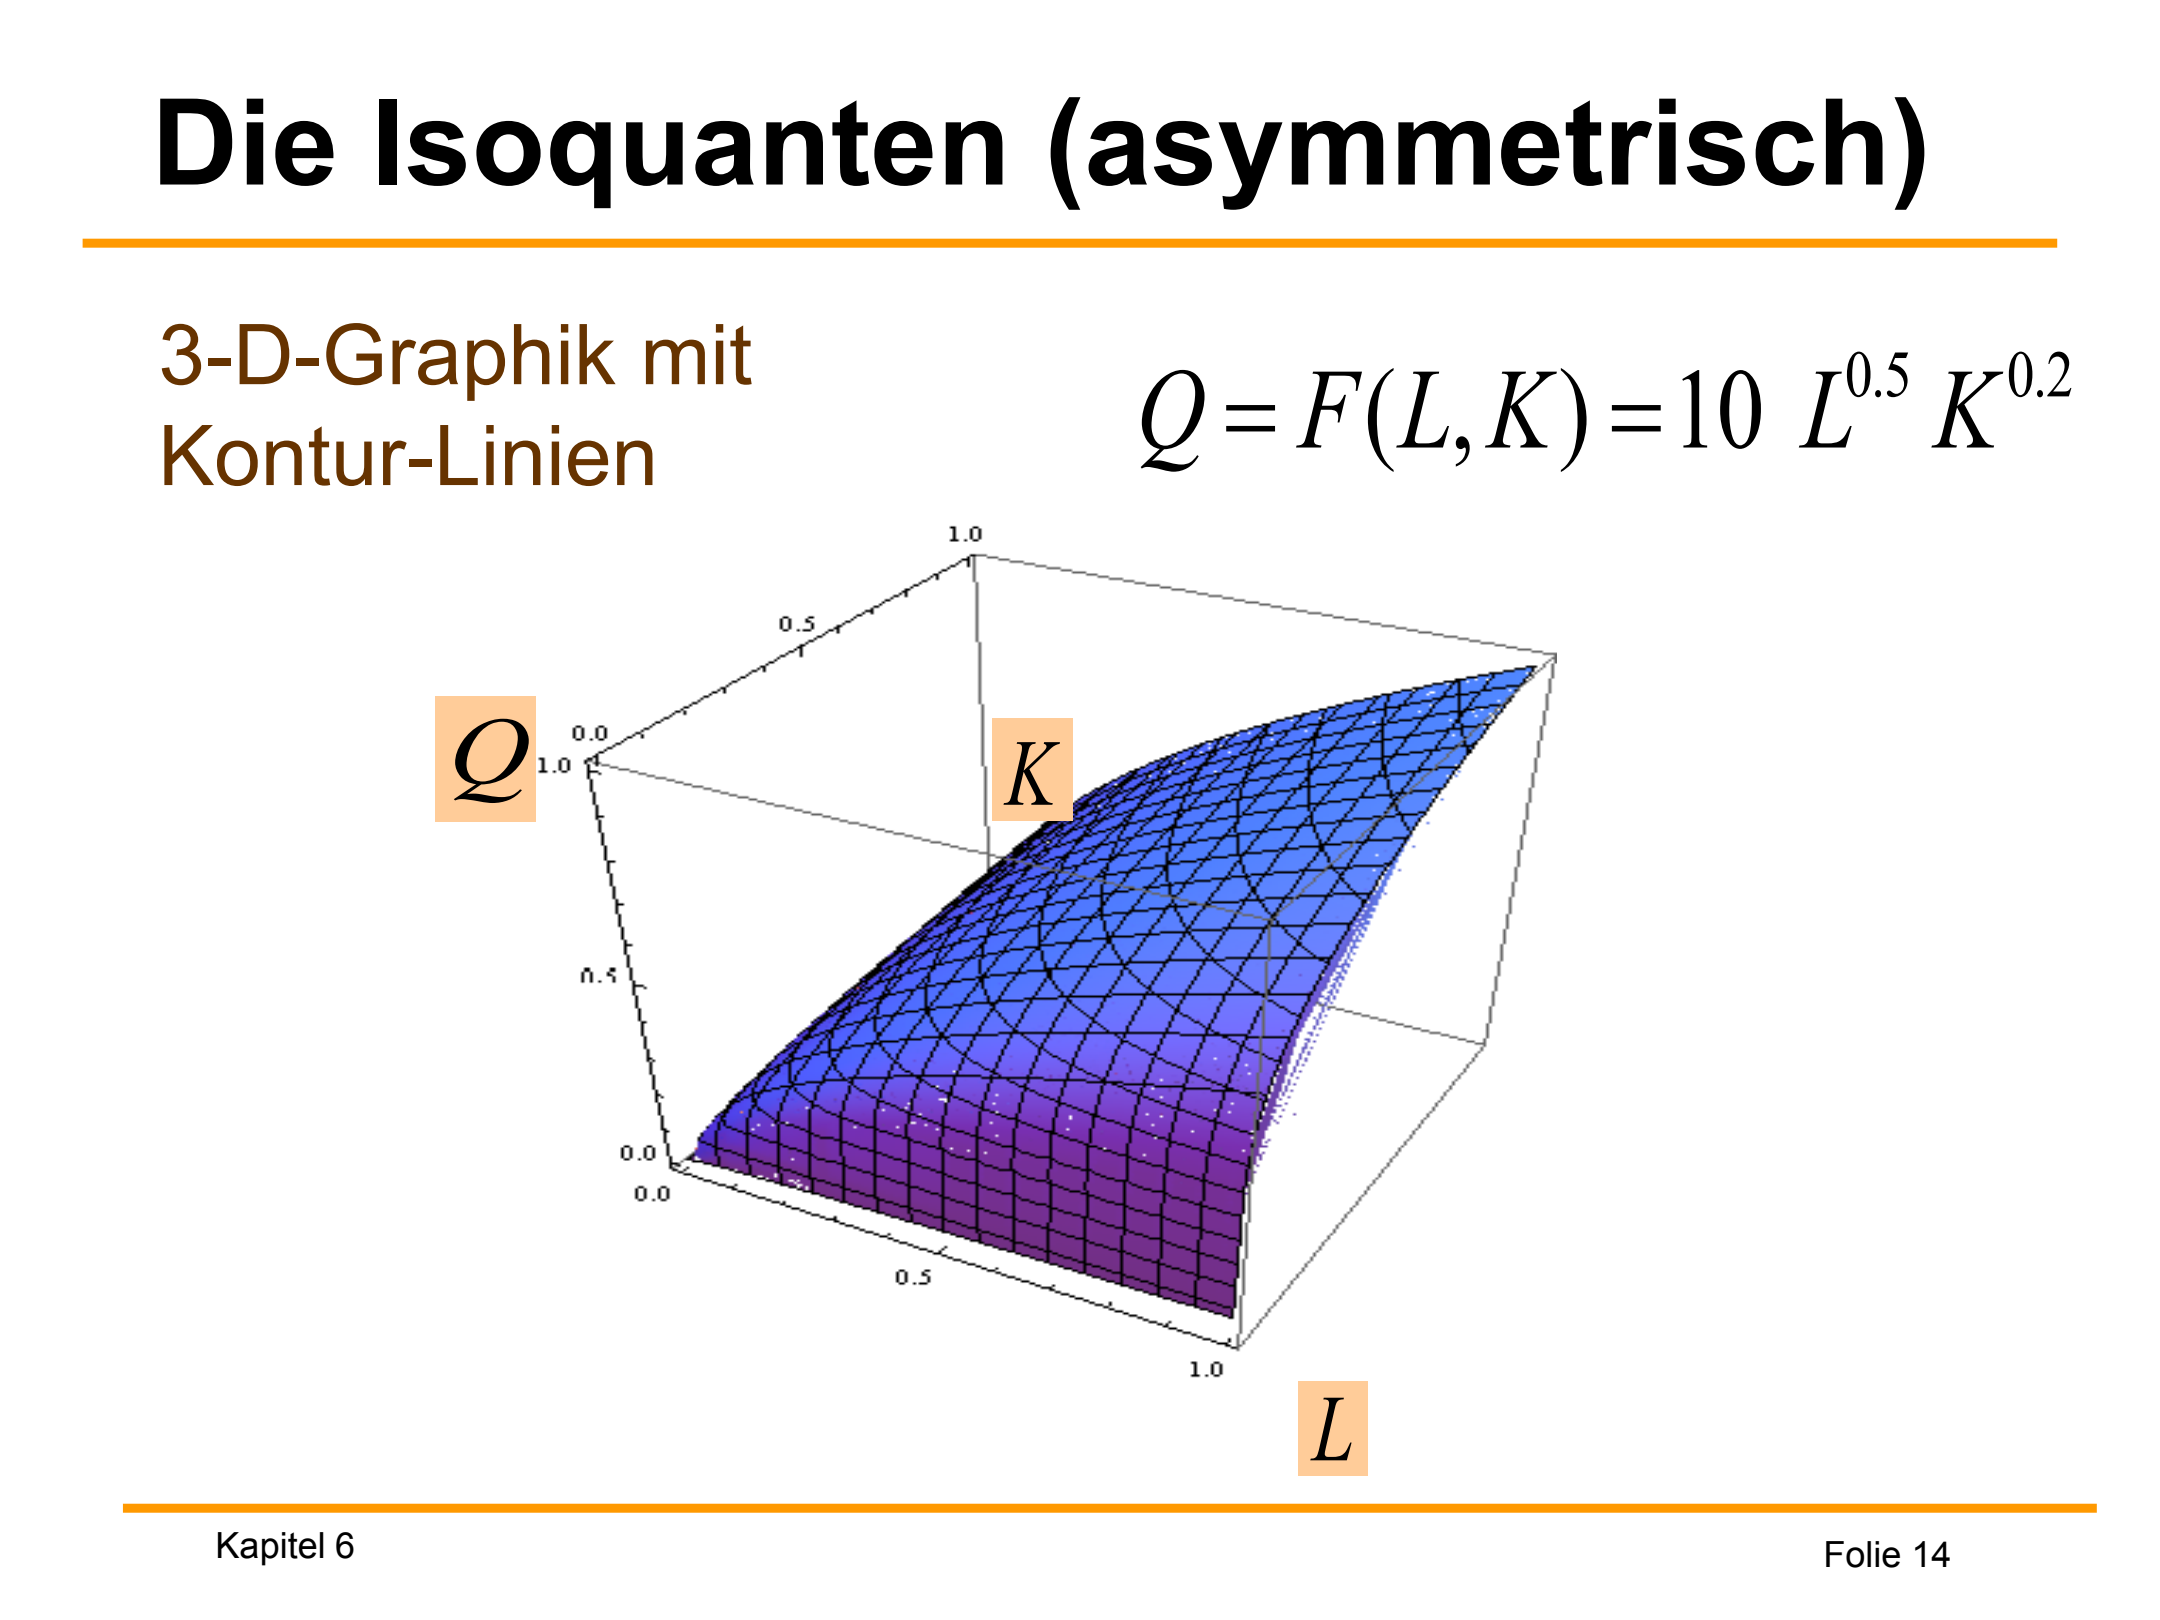 Die Isoquanten (asymmetrisch)
3-D-Graphik mit
Kontur-Linien
Q = F(L, K) = 10 L^0.5 K^0.2
1.0
0.5
0.0
Q
1.0
K
0.5
0.0
0.0
0.5
1.0
L
Kapitel 6
Folie 14